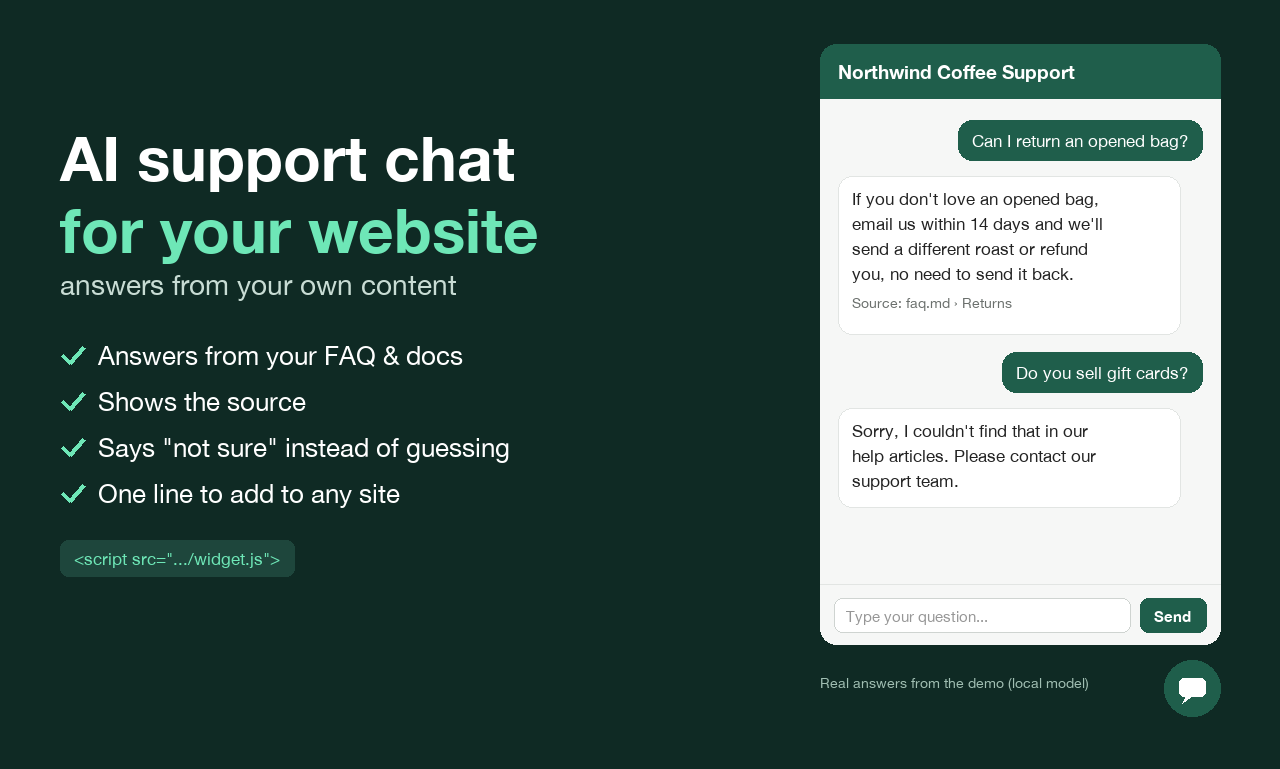 AI support chat
for your website
answers from your own content
Answers from your FAQ & docs
Shows the source
Says "not sure" instead of guessing
One line to add to any site
<script src=".../widget.js">
Northwind Coffee Support
Can I return an opened bag?
If you don't love an opened bag,
email us within 14 days and we'll
send a different roast or refund
you, no need to send it back.
Source: faq.md › Returns
Do you sell gift cards?
Sorry, I couldn't find that in our
help articles. Please contact our
support team.
Type your question...
Send
Real answers from the demo (local model)